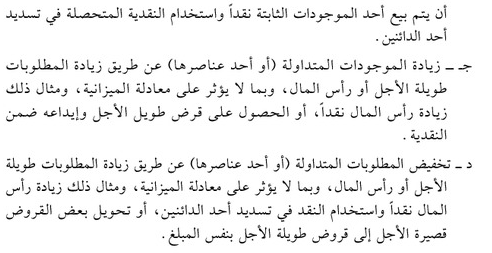 أن يتم بيع أحد الموجودات الثابتة نقداً واستخدام النقدية المتحصلة في تسديد
أحد الدائنين.
جـ ــ زيادة الموجودات المتداولة (أو أحد عناصرها) عن طريق زيادة المطلوبات
طويلة الأجل أو رأس المال، وبما لا يؤثر على معادلة الميزانية، ومثال ذلك
زيادة رأس المال نقداً، أو الحصول على قرض طويل الأجل وإيداعه ضمن
النقدية.
د ــ تخفيض المطلوبات المتداولة (أو أحد عناصرها) عن طريق زيادة المطلوبات طويلة
الأجل أو رأس المال، وبما لا يؤثر على معادلة الميزانية، ومثال ذلك زيادة رأس
المال نقداً واستخدام النقد في تسديد أحد الدائنين، أو تحويل بعض القروض
قصيرة الأجل إلى قروض طويلة الأجل بنفس المبلغ.